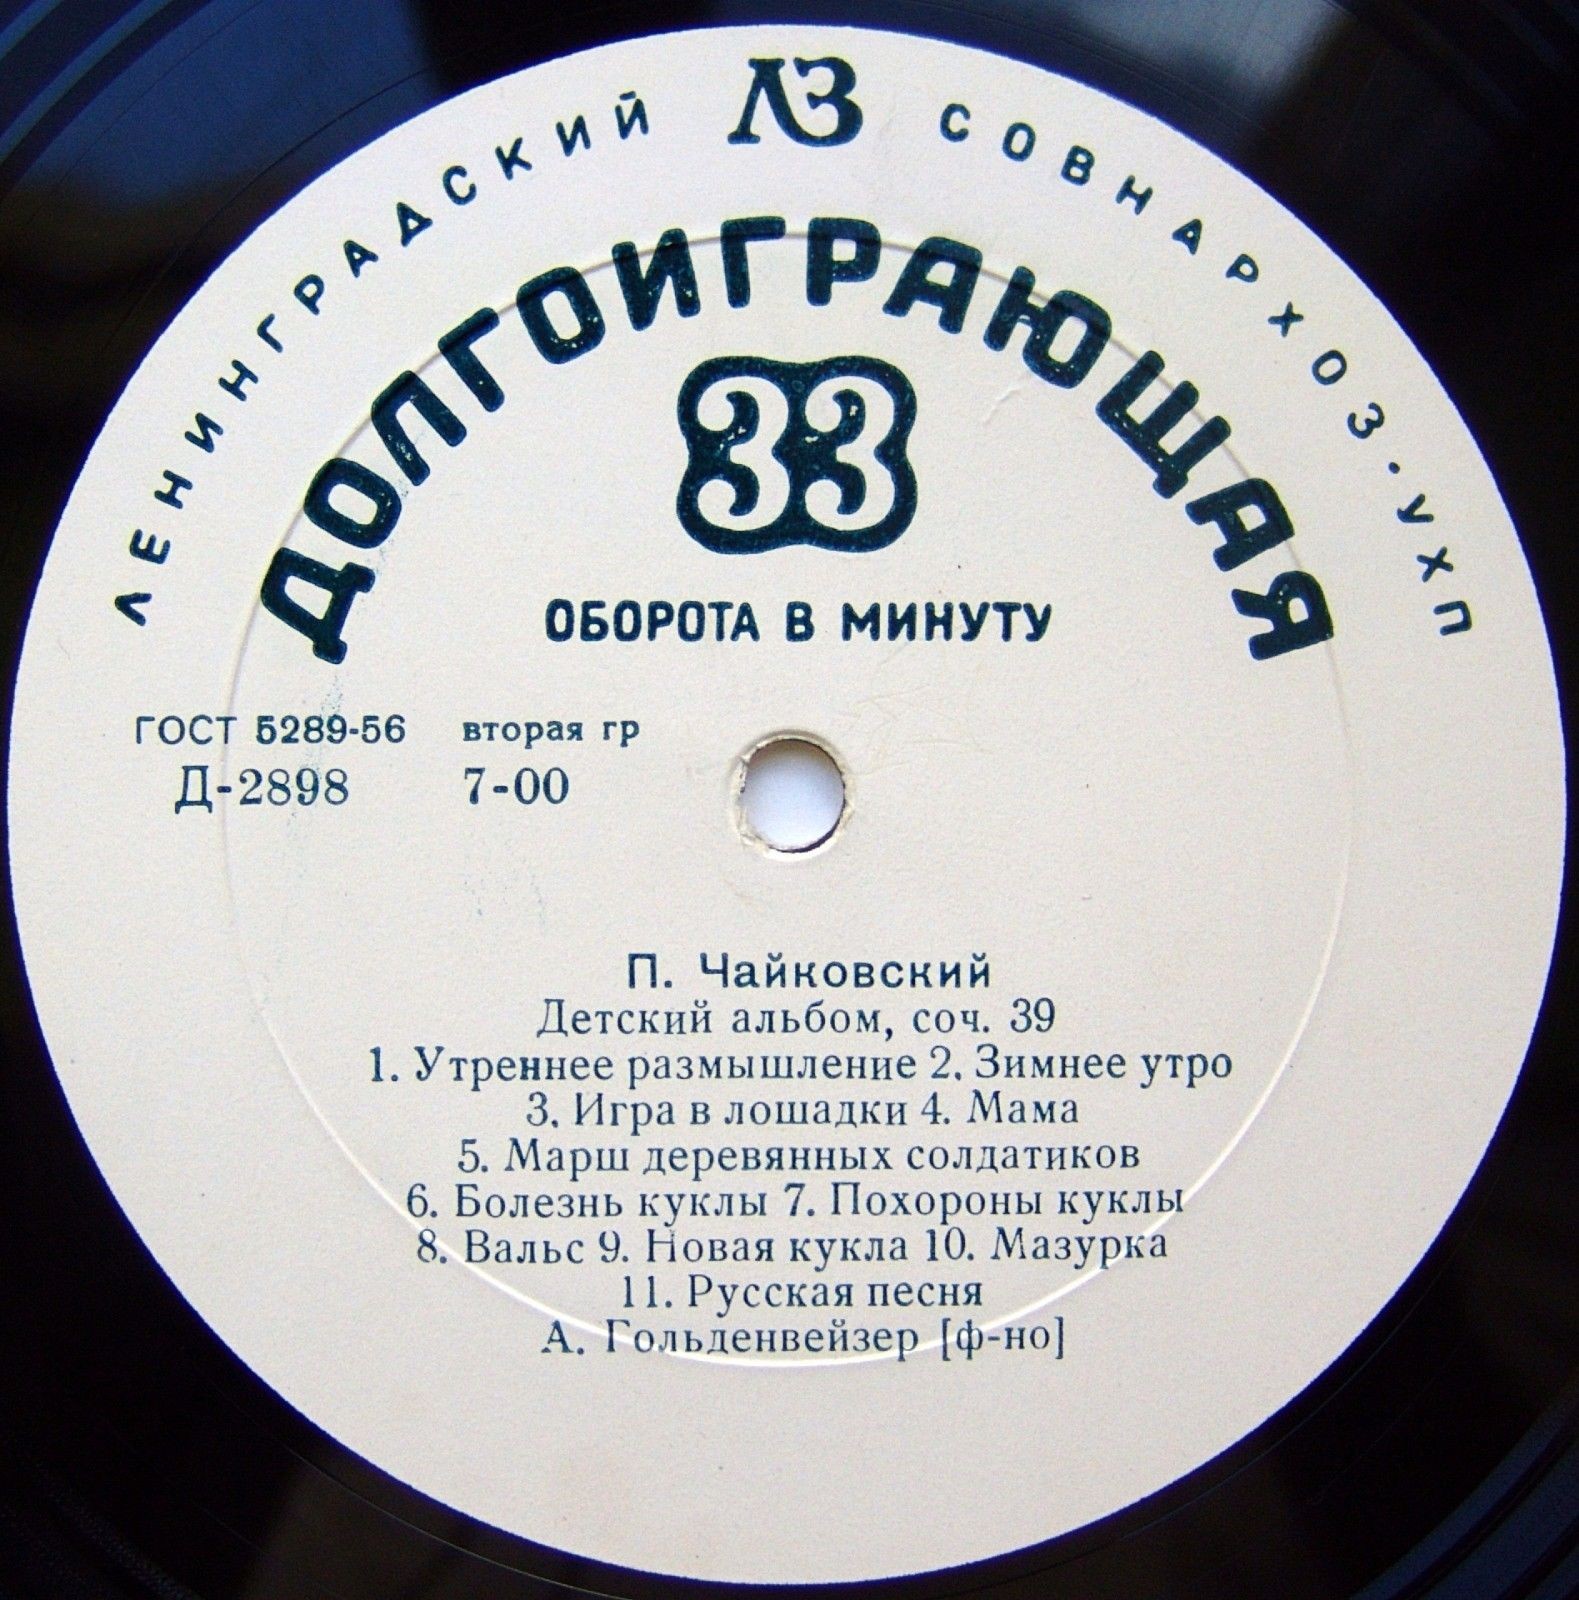 ЛЕНИНГРАДСКИЙ ЛЗ СОВНАРХОЗ · УХП
ДОЛГОИГРАЮЩАЯ
33
ОБОРОТА В МИНУТУ
ГОСТ 5289-56 вторая гр
Д-2898 7-00
П. Чайковский
Детский альбом, соч. 39
1. Утреннее размышление 2. Зимнее утро
3. Игра в лошадки 4. Мама
5. Марш деревянных солдатиков
6. Болезнь куклы 7. Похороны куклы
8. Вальс 9. Новая кукла 10. Мазурка
11. Русская песня
А. Гольденвейзер [ф-но]